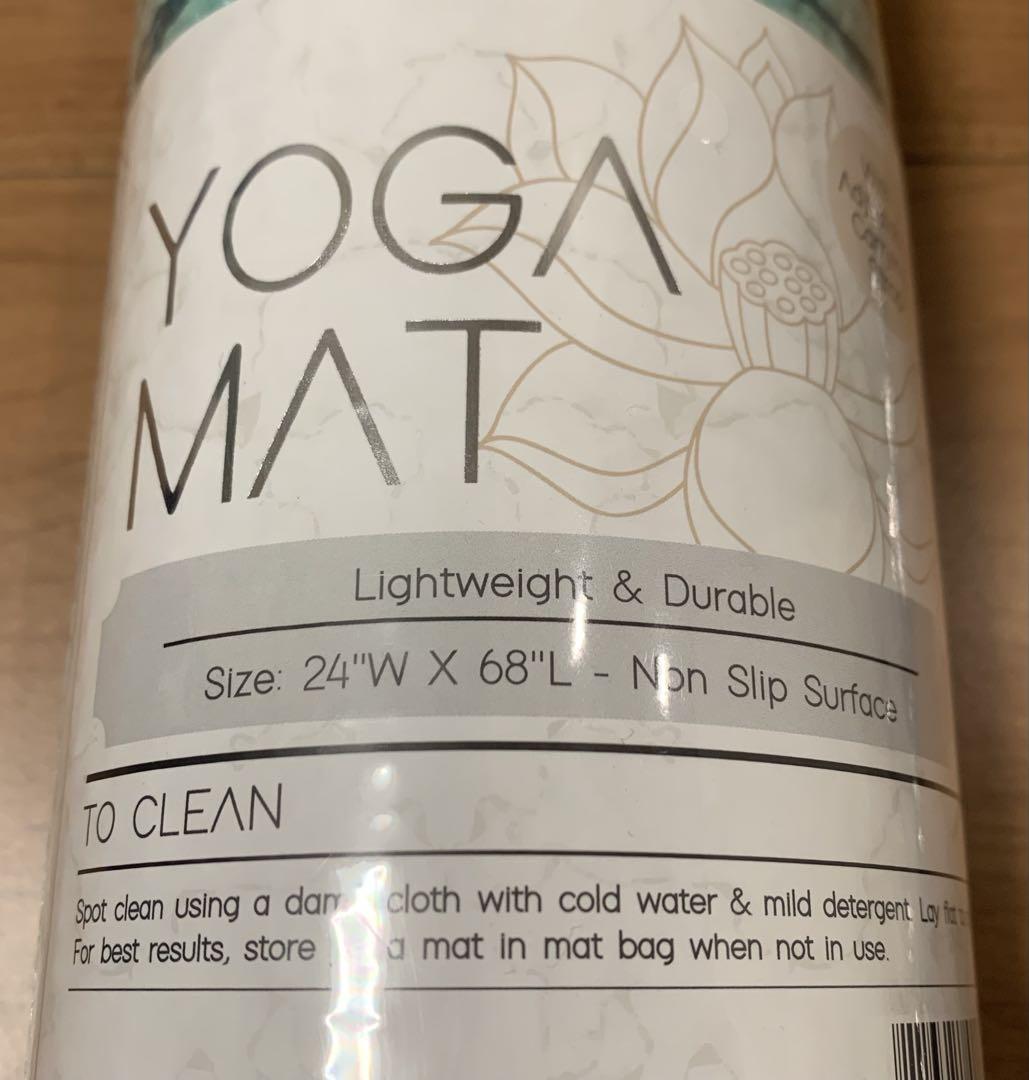 YOGA
MAT
Lightweight & Durable
Size: 24"W X 68"L - Non Slip Surface
TO CLEAN
Spot clean using a cloth with cold water & mild detergent. Lay flat
For best results, store mat in mat bag when not in use.